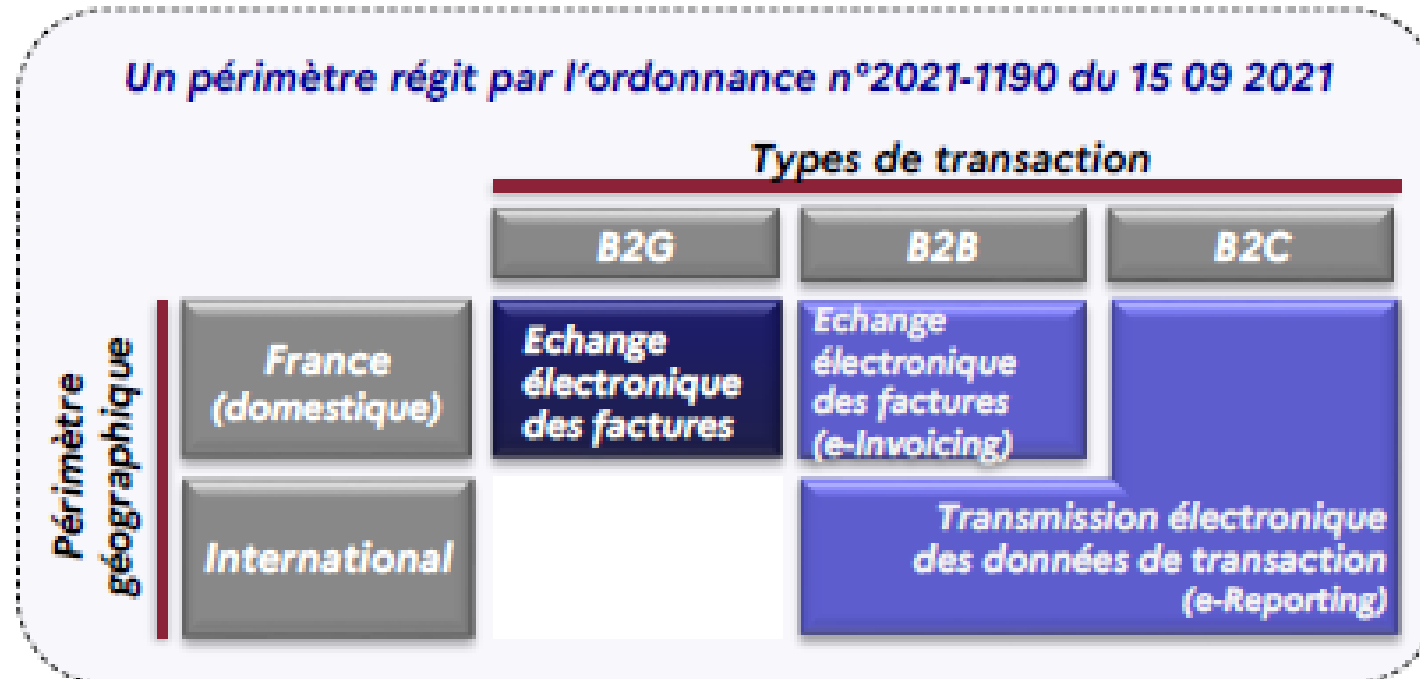 Un périmètre régit par l'ordonnance n°2021-1190 du 15 09 2021
Types de transaction
B2G
B2B
B2C
Périmètre
géographique
France
(domestique)
Echange
électronique
des factures
Echange
électronique
des factures
(e-Invoicing)
International
Transmission électronique
des données de transaction
(e-Reporting)